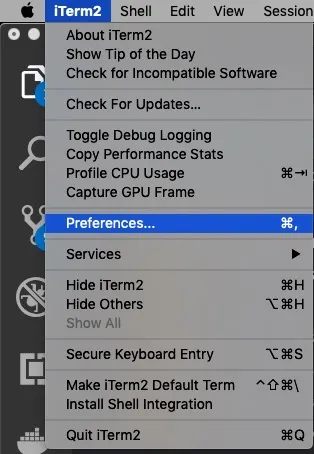 iTerm2 Shell Edit View Session
About iTerm2
Show Tip of the Day
Check for Incompatible Software
Check For Updates...
Toggle Debug Logging
Copy Performance Stats
Profile CPU Usage ⌘⇥
Capture GPU Frame
Preferences... ⌘,
Services ▶
Hide iTerm2 ⌘H
Hide Others ⌥⌘H
Show All
Secure Keyboard Entry ⌥⌘S
Make iTerm2 Default Term ^⇧⌘\
Install Shell Integration
Quit iTerm2 ⌘Q